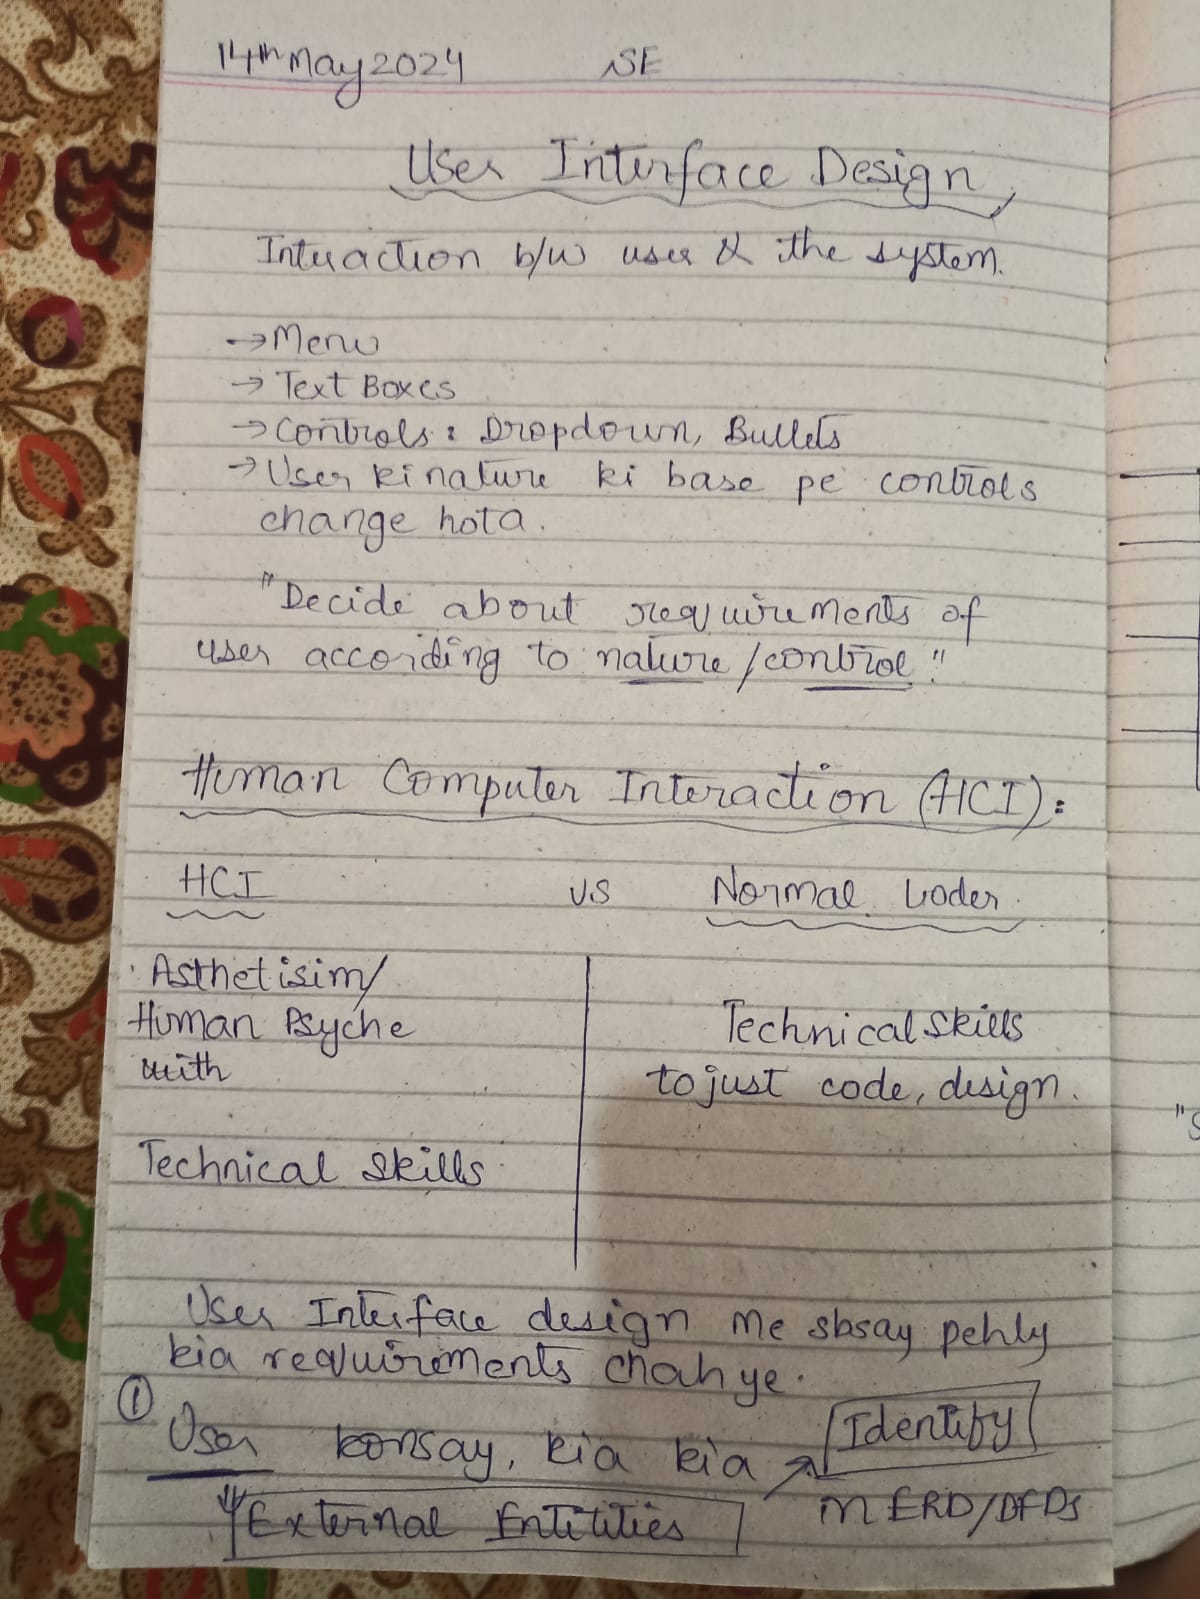 14th May 2024 SE
User Interface Design
Interaction b/w user & the system.
→ Menu
→ Text Boxes
→ Controls: Dropdown, Bullets
→ User ki nature ki base pe controls
change hota.
"Decide about requirements of
user according to nature/control"
Human Computer Interaction (HCI):
HCI vs Normal Coder
Asthetisim/
Human Psyche
with
Technical Skills
Technical Skills
to just code, design.
User Interface design me sbsay pehly
kia requirements chahye.
① User konsay, kia kia Identify
External Entitities in ERD/DFDs
"S